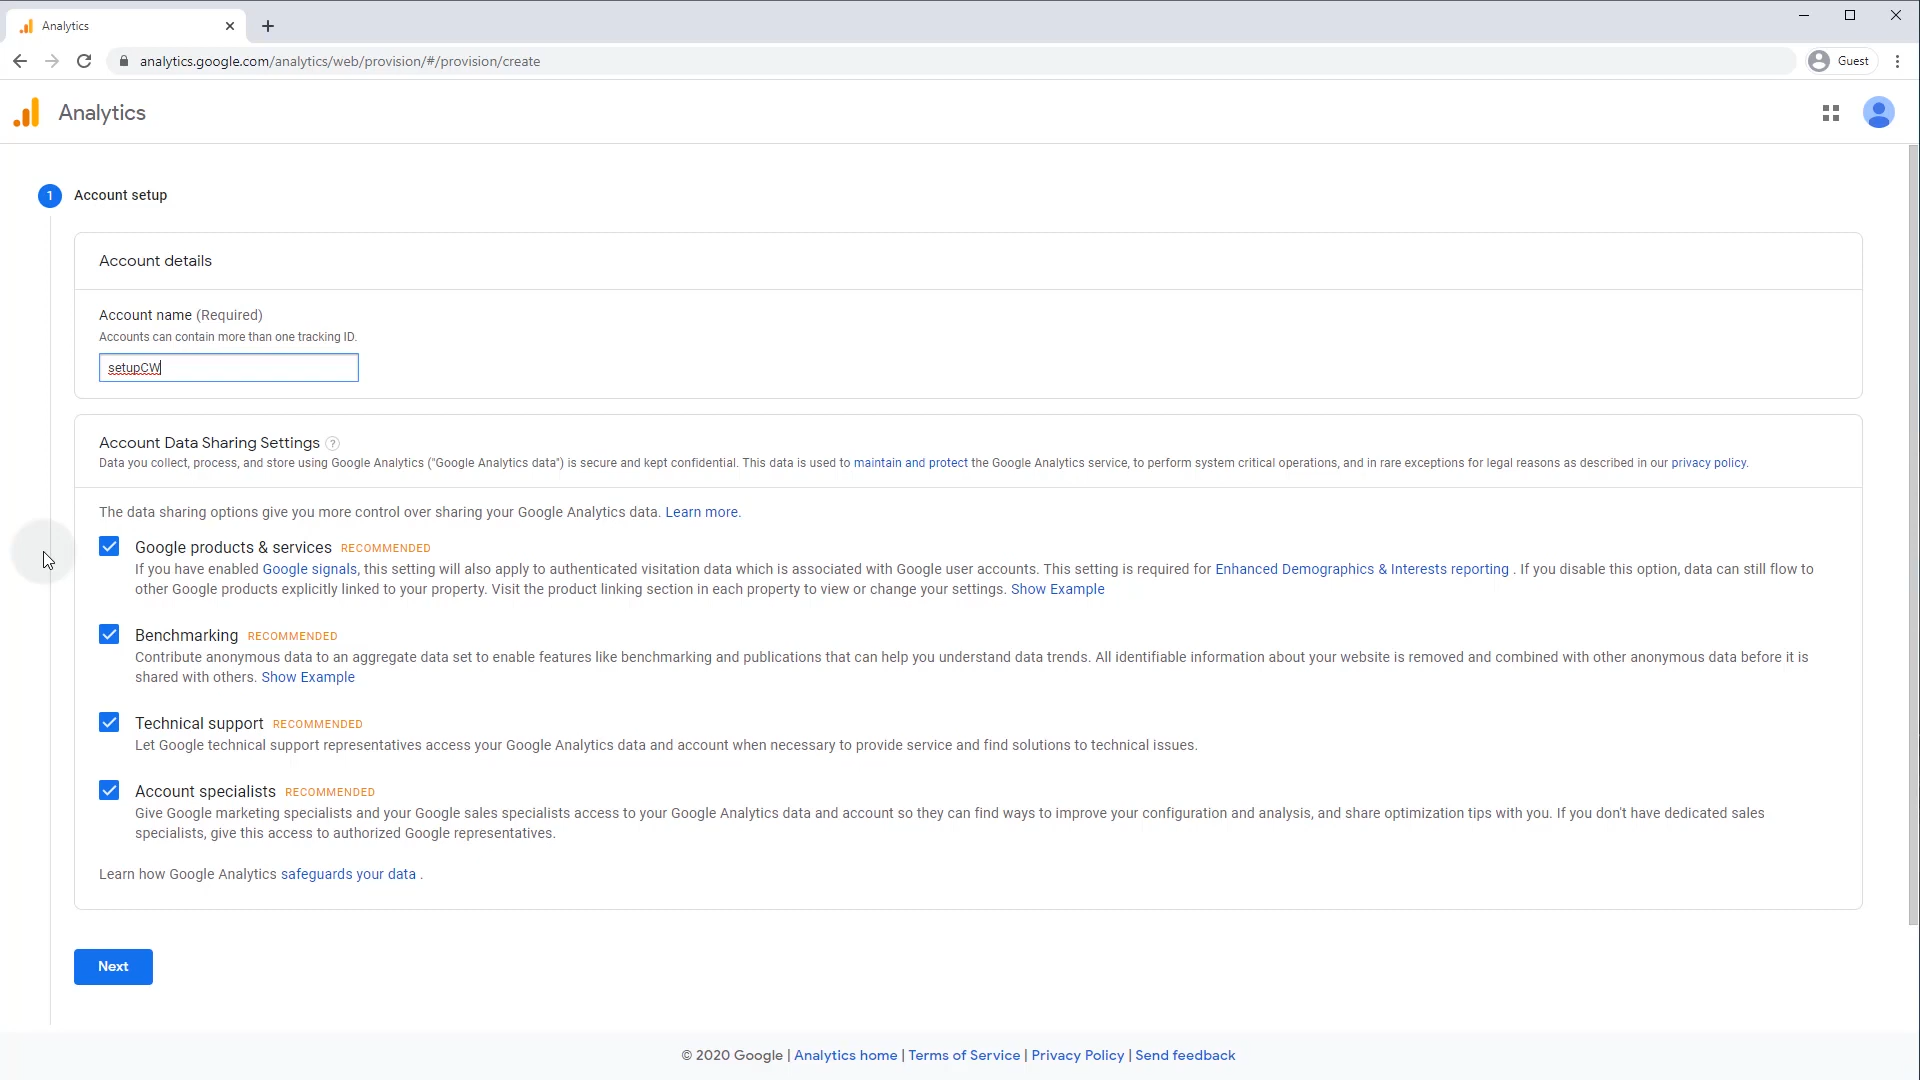 Analytics
analytics.google.com/analytics/web/provision/#/provision/create
Guest
Analytics
1 Account setup
Account details
Account name (Required)
Accounts can contain more than one tracking ID.
setupCW
Account Data Sharing Settings ?
Data you collect, process, and store using Google Analytics ("Google Analytics data") is secure and kept confidential. This data is used to maintain and protect the Google Analytics service, to perform system critical operations, and in rare exceptions for legal reasons as described in our privacy policy.
The data sharing options give you more control over sharing your Google Analytics data. Learn more.
Google products & services RECOMMENDED
If you have enabled Google signals, this setting will also apply to authenticated visitation data which is associated with Google user accounts. This setting is required for Enhanced Demographics & Interests reporting . If you disable this option, data can still flow to
other Google products explicitly linked to your property. Visit the product linking section in each property to view or change your settings. Show Example
Benchmarking RECOMMENDED
Contribute anonymous data to an aggregate data set to enable features like benchmarking and publications that can help you understand data trends. All identifiable information about your website is removed and combined with other anonymous data before it is
shared with others. Show Example
Technical support RECOMMENDED
Let Google technical support representatives access your Google Analytics data and account when necessary to provide service and find solutions to technical issues.
Account specialists RECOMMENDED
Give Google marketing specialists and your Google sales specialists access to your Google Analytics data and account so they can find ways to improve your configuration and analysis, and share optimization tips with you. If you don't have dedicated sales
specialists, give this access to authorized Google representatives.
Learn how Google Analytics safeguards your data .
Next
© 2020 Google | Analytics home | Terms of Service | Privacy Policy | Send feedback